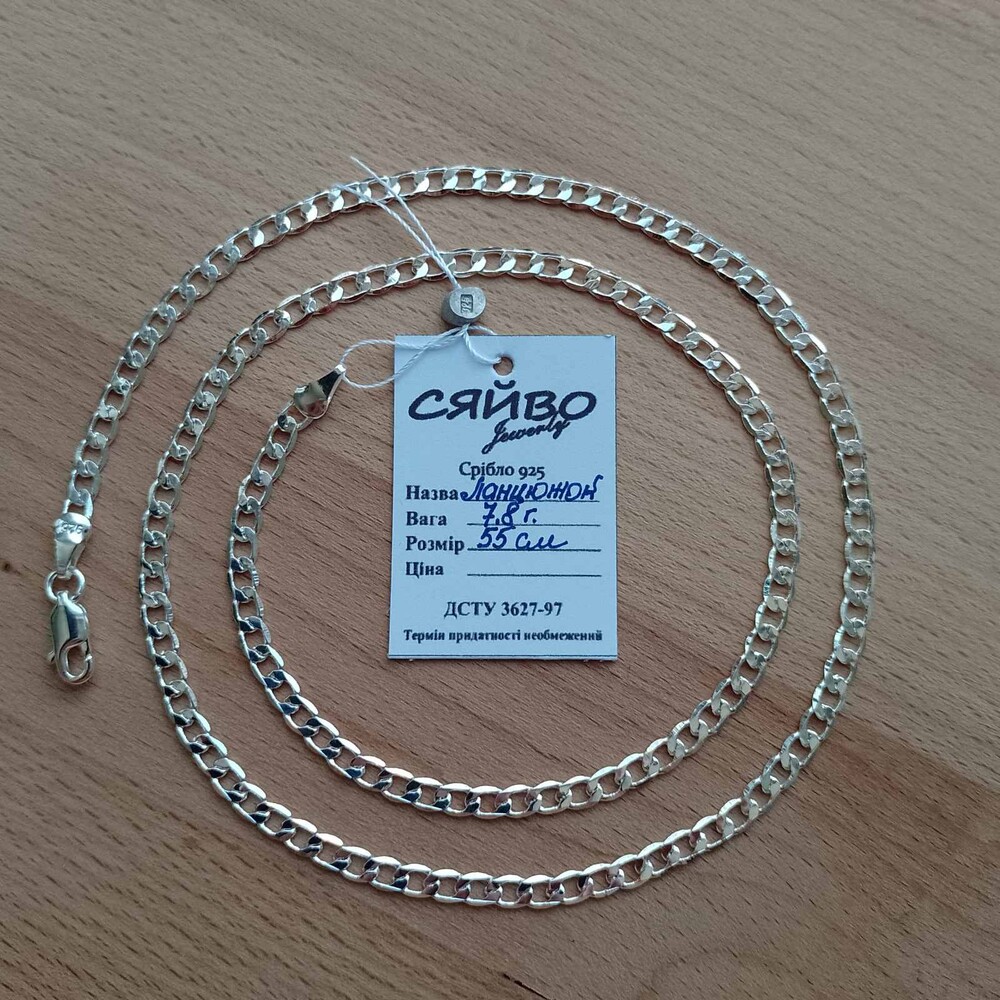 СЯЙВО
Jewerly
Срібло 925
Назва Ланцюжок
Вага 7.8 г.
Розмір 55 см
Ціна
ДСТУ 3627-97
Термін придатності необмежений